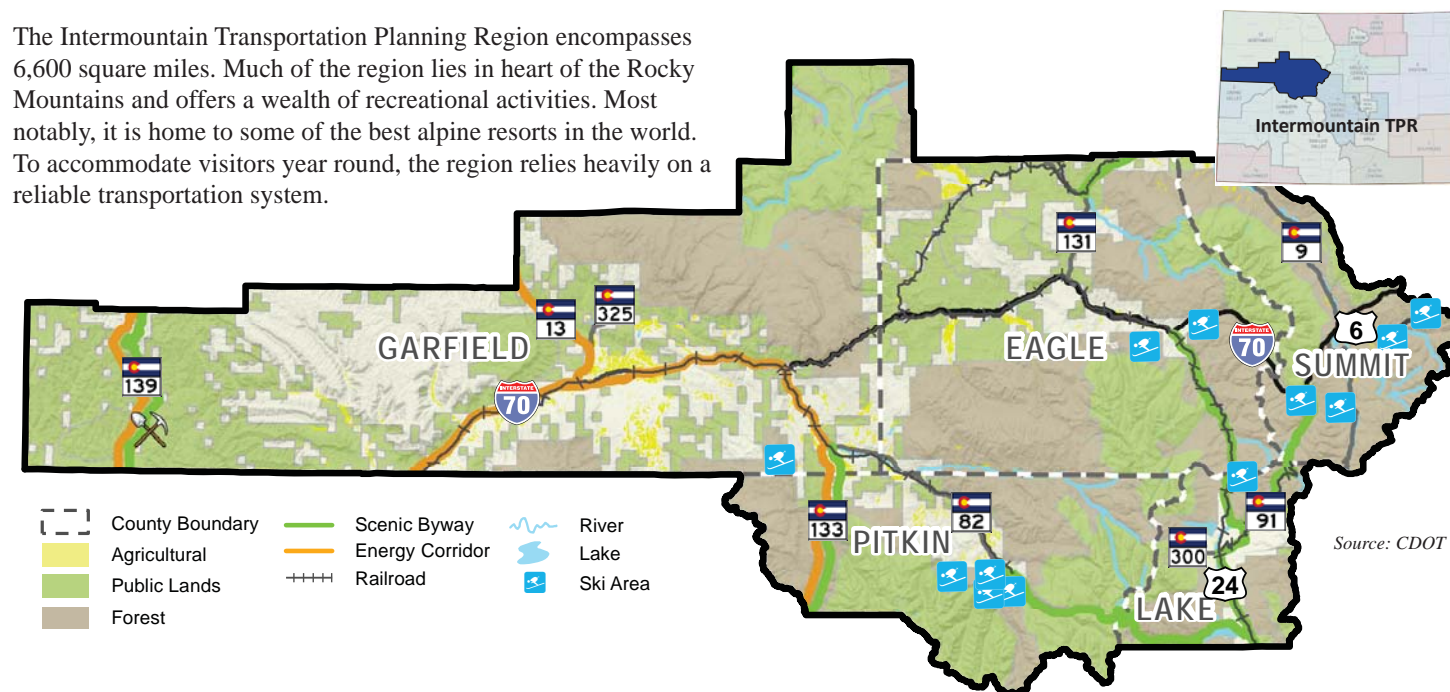 The Intermountain Transportation Planning Region encompasses
6,600 square miles. Much of the region lies in heart of the Rocky
Mountains and offers a wealth of recreational activities. Most
notably, it is home to some of the best alpine resorts in the world.
To accommodate visitors year round, the region relies heavily on a
reliable transportation system.
Intermountain TPR
131
9
13
325
GARFIELD
EAGLE
INTERSTATE
70
6
SUMMIT
139
INTERSTATE
70
133
PITKIN
82
300
91
24
LAKE
County Boundary
Agricultural
Public Lands
Forest
Scenic Byway
Energy Corridor
Railroad
River
Lake
Ski Area
Source: CDOT